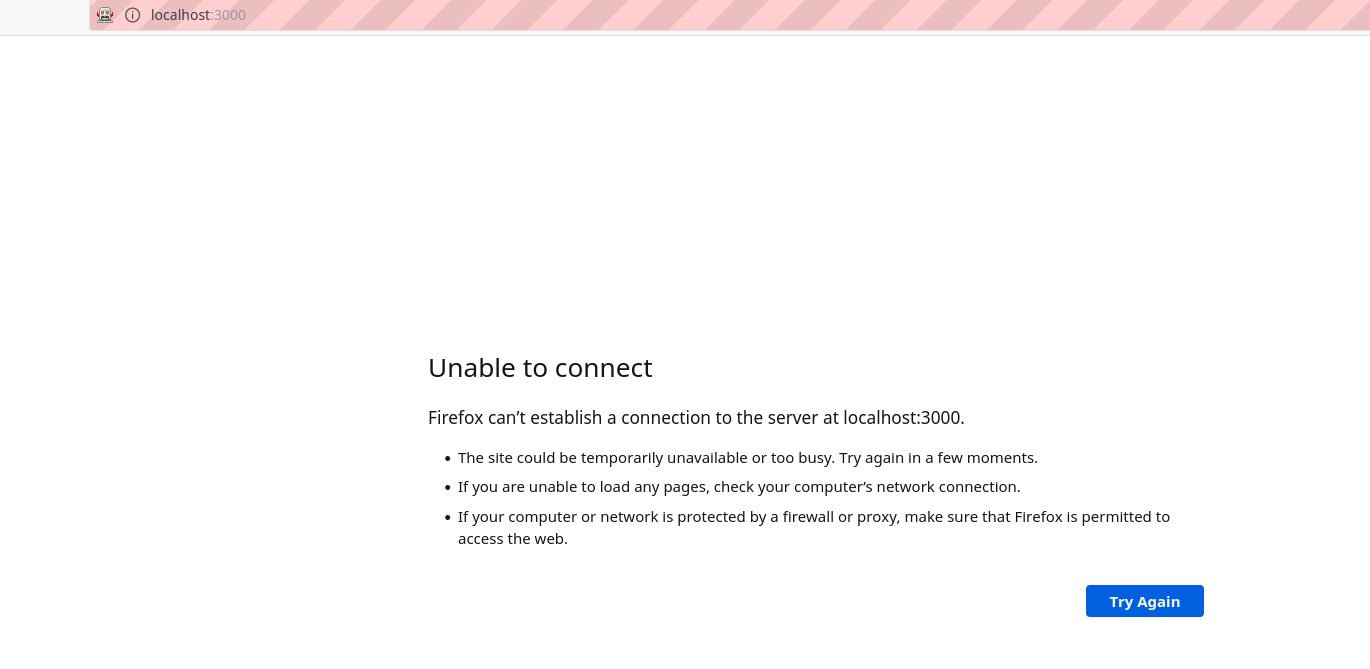 localhost:3000
Unable to connect
Firefox can’t establish a connection to the server at localhost:3000.
• The site could be temporarily unavailable or too busy. Try again in a few moments.
• If you are unable to load any pages, check your computer’s network connection.
• If your computer or network is protected by a firewall or proxy, make sure that Firefox is permitted to
access the web.
Try Again